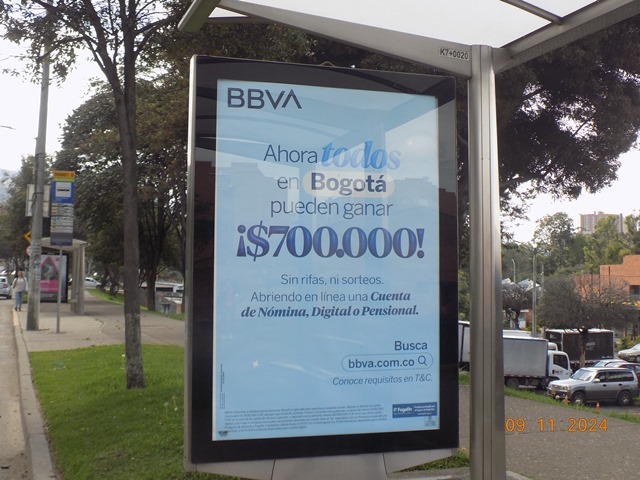 K7+0020
BBVA
Ahora todos
en Bogotá
pueden ganar
¡$700.000!
Sin rifas, ni sorteos.
Abriendo en línea una Cuenta
de Nómina, Digital o Pensional.
Busca
bbva.com.co
Conoce requisitos en T&C.
Fogafín
09.11.2024